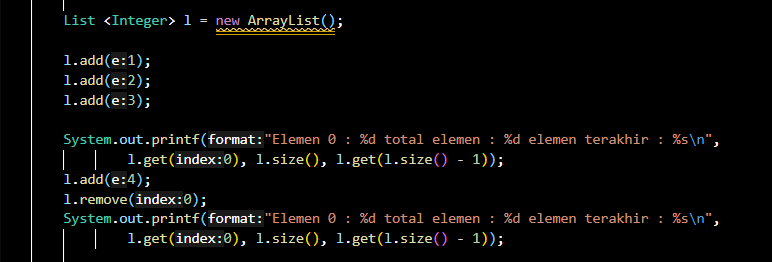 List <Integer> l = new ArrayList();
l.add(e:1);
l.add(e:2);
l.add(e:3);
System.out.printf(format:"Elemen 0 : %d total elemen : %d elemen terakhir : %s\n",
l.get(index:0), l.size(), l.get(l.size() - 1));
l.add(e:4);
l.remove(index:0);
System.out.printf(format:"Elemen 0 : %d total elemen : %d elemen terakhir : %s\n",
l.get(index:0), l.size(), l.get(l.size() - 1));